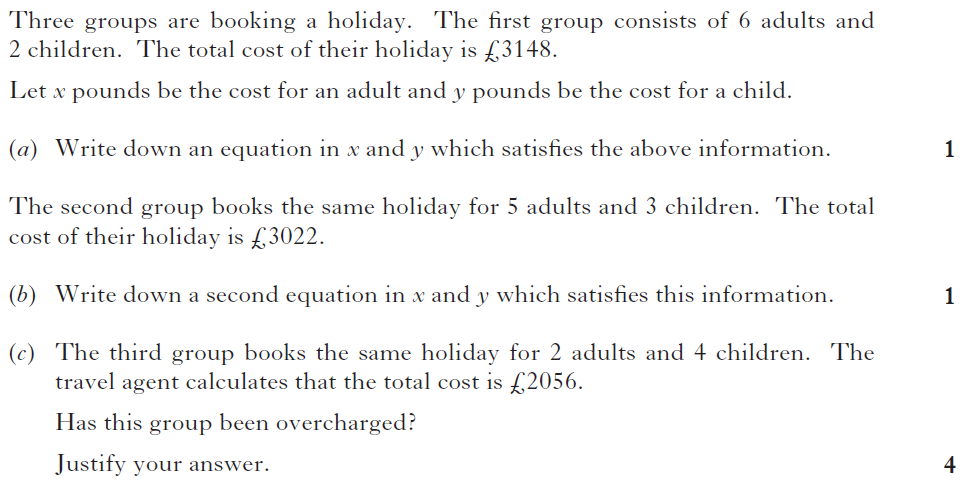 Three groups are booking a holiday. The first group consists of 6 adults and
2 children. The total cost of their holiday is £3148.
Let x pounds be the cost for an adult and y pounds be the cost for a child.
(a) Write down an equation in x and y which satisfies the above information. 1
The second group books the same holiday for 5 adults and 3 children. The total
cost of their holiday is £3022.
(b) Write down a second equation in x and y which satisfies this information. 1
(c) The third group books the same holiday for 2 adults and 4 children. The
travel agent calculates that the total cost is £2056.
Has this group been overcharged?
Justify your answer. 4